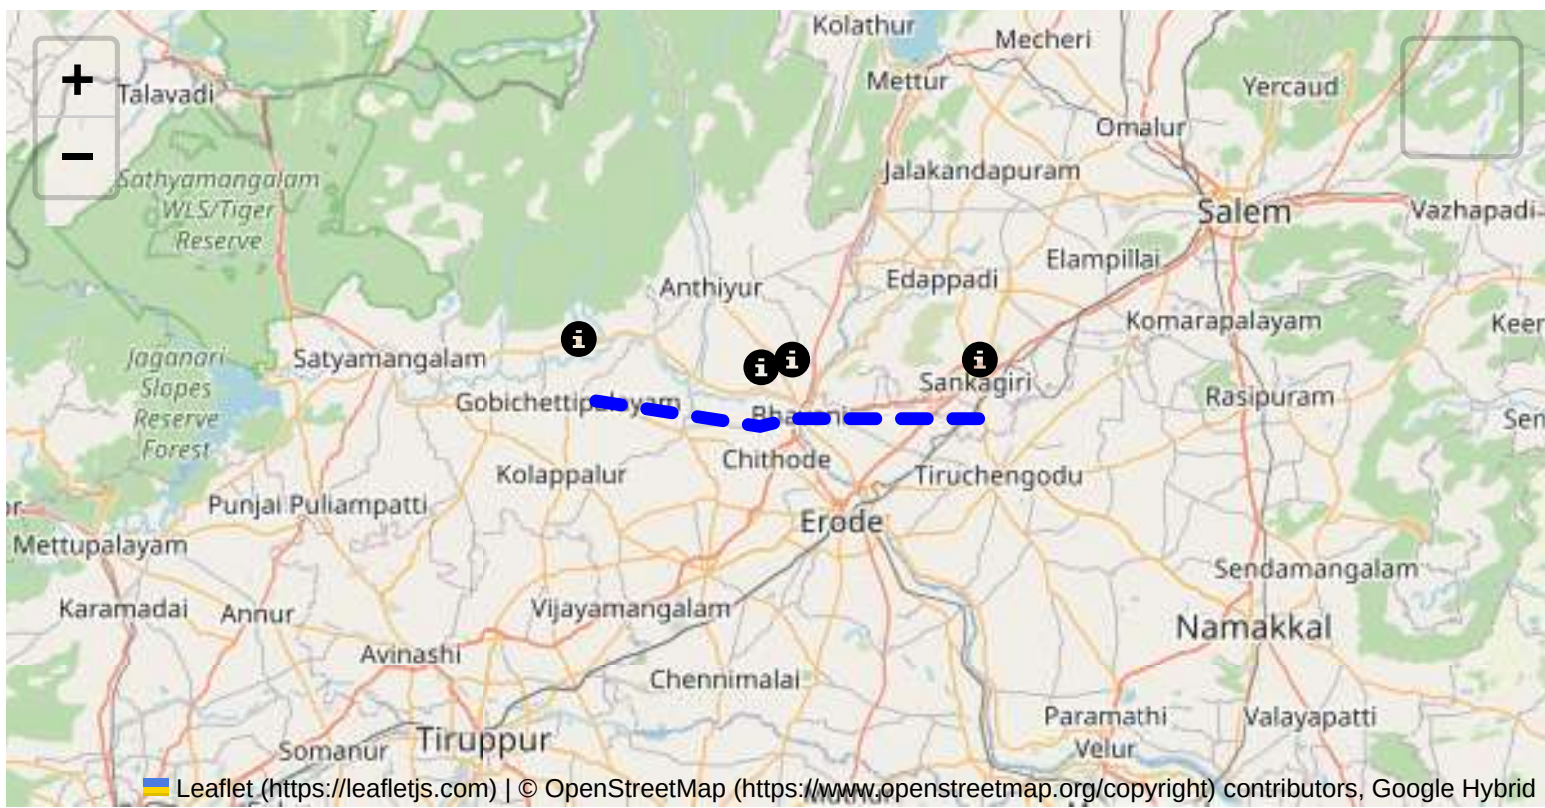 Kolathur
Mecheri
+
Talavadi
Mettur
Yercaud
Omalur
−
Jalakandapuram
Sathyamangalam
WLS/Tiger
Reserve
Salem
Vazhapadi
Elampillai
Anthiyur
Edappadi
Komarapalayam
Keer
Jaganari
Slopes
Reserve
Forest
Satyamangalam
i
i
i
i
Sankagiri
Gobichettipalayam
Rasipuram
Sen
Chithode
Kolappalur
Tiruchengodu
Punjai Puliampatti
or
Erode
Mettupalayam
Sendamangalam
Karamadai
Annur
Vijayamangalam
Namakkal
Avinashi
Chennimalai
Paramathi
Velur
Valayapatti
Tiruppur
Somanur
Leaflet (https://leafletjs.com) | © OpenStreetMap (https://www.openstreetmap.org/copyright) contributors, Google Hybrid